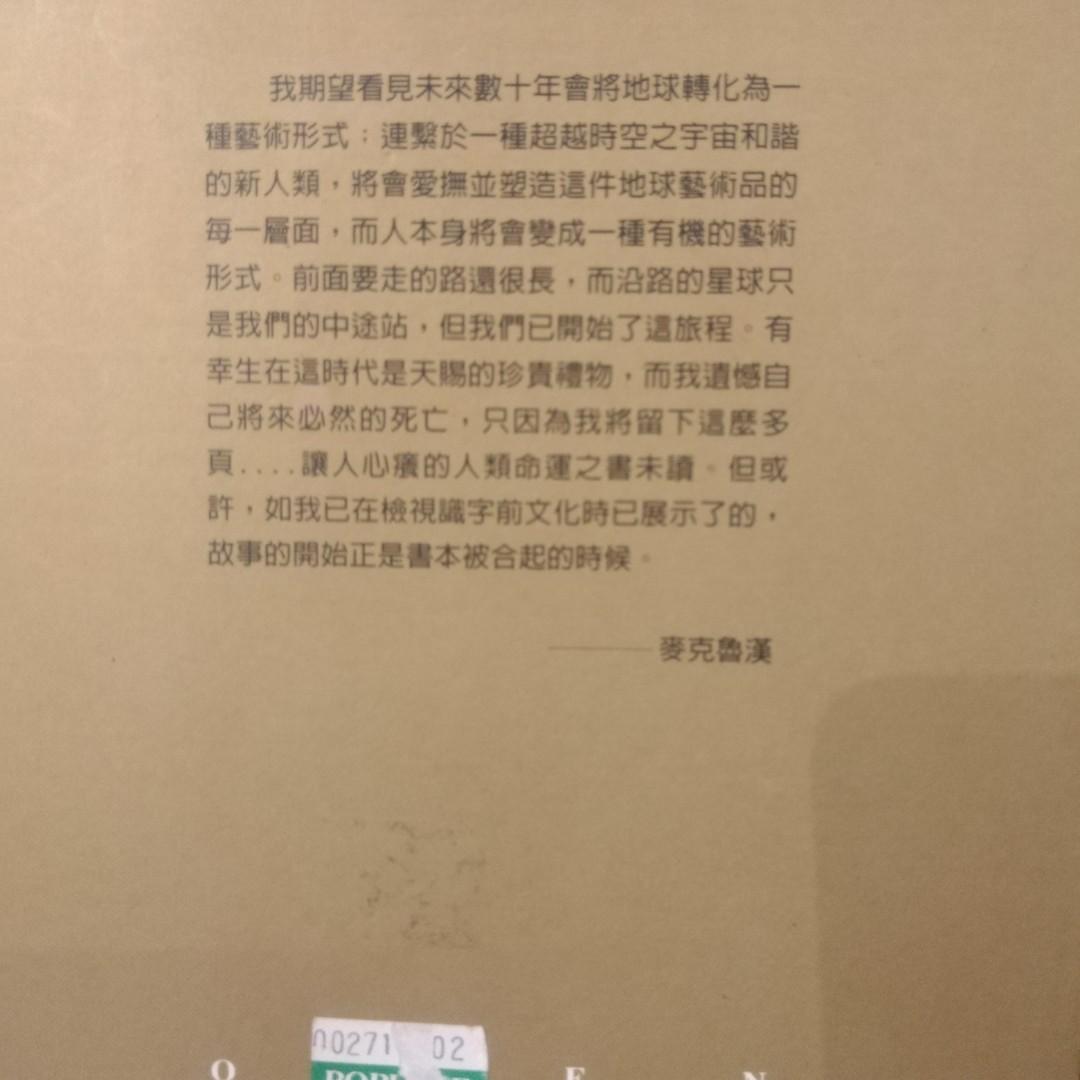 我期望看見未來數十年會將地球轉化為一
種藝術形式；連繫於一種超越時空之宇宙和諧
的新人類，將會愛撫並塑造這件地球藝術品的
每一層面，而人本身將會變成一種有機的藝術
形式。前面要走的路還很長，而沿路的星球只
是我們的中途站，但我們已開始了這旅程。有
幸生在這時代是天賜的珍貴禮物，而我遺憾自
己將來必然的死亡，只因為我將留下這麼多
頁....讓人心癢的人類命運之書未讀。但或
許，如我已在檢視識字前文化時已展示了的，
故事的開始正是書本被合起的時候。
———麥克魯漢
00271 02
O E N